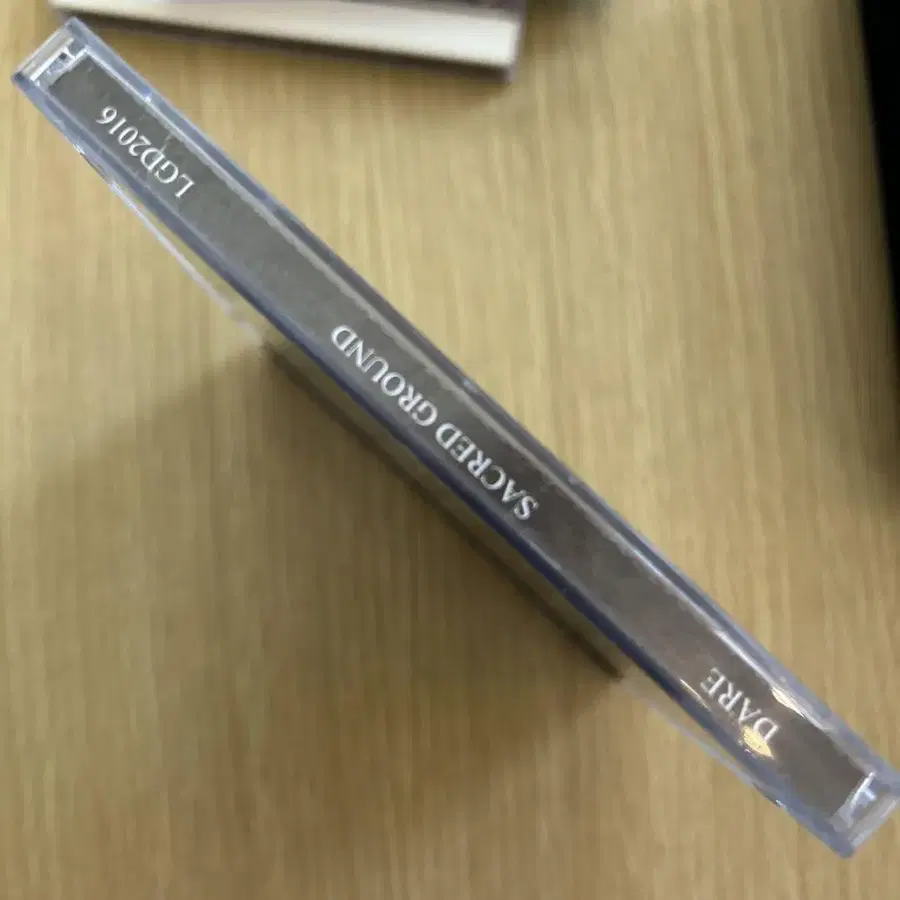 DARE
SACRED GROUND
LGD2016